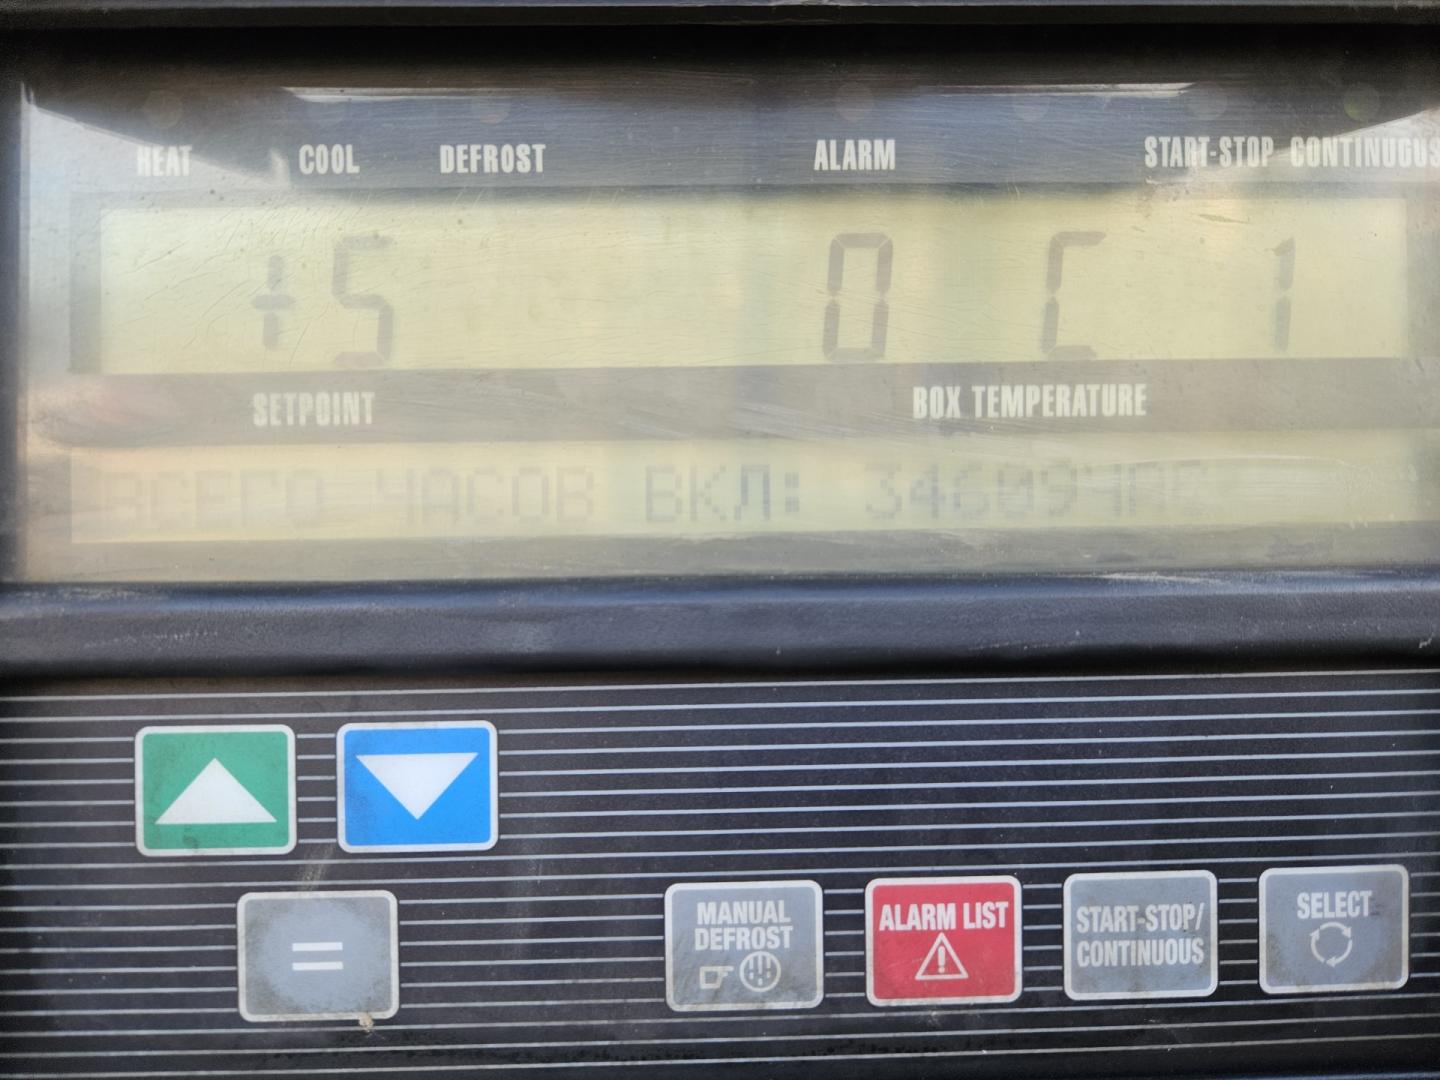 HEAT COOL DEFROST ALARM START-STOP CONTINUOUS
+5 0 C 1
SETPOINT BOX TEMPERATURE
ВСЕГО ЧАСОВ ВКЛ:
=
MANUAL DEFROST
ALARM LIST
START-STOP/
CONTINUOUS
SELECT